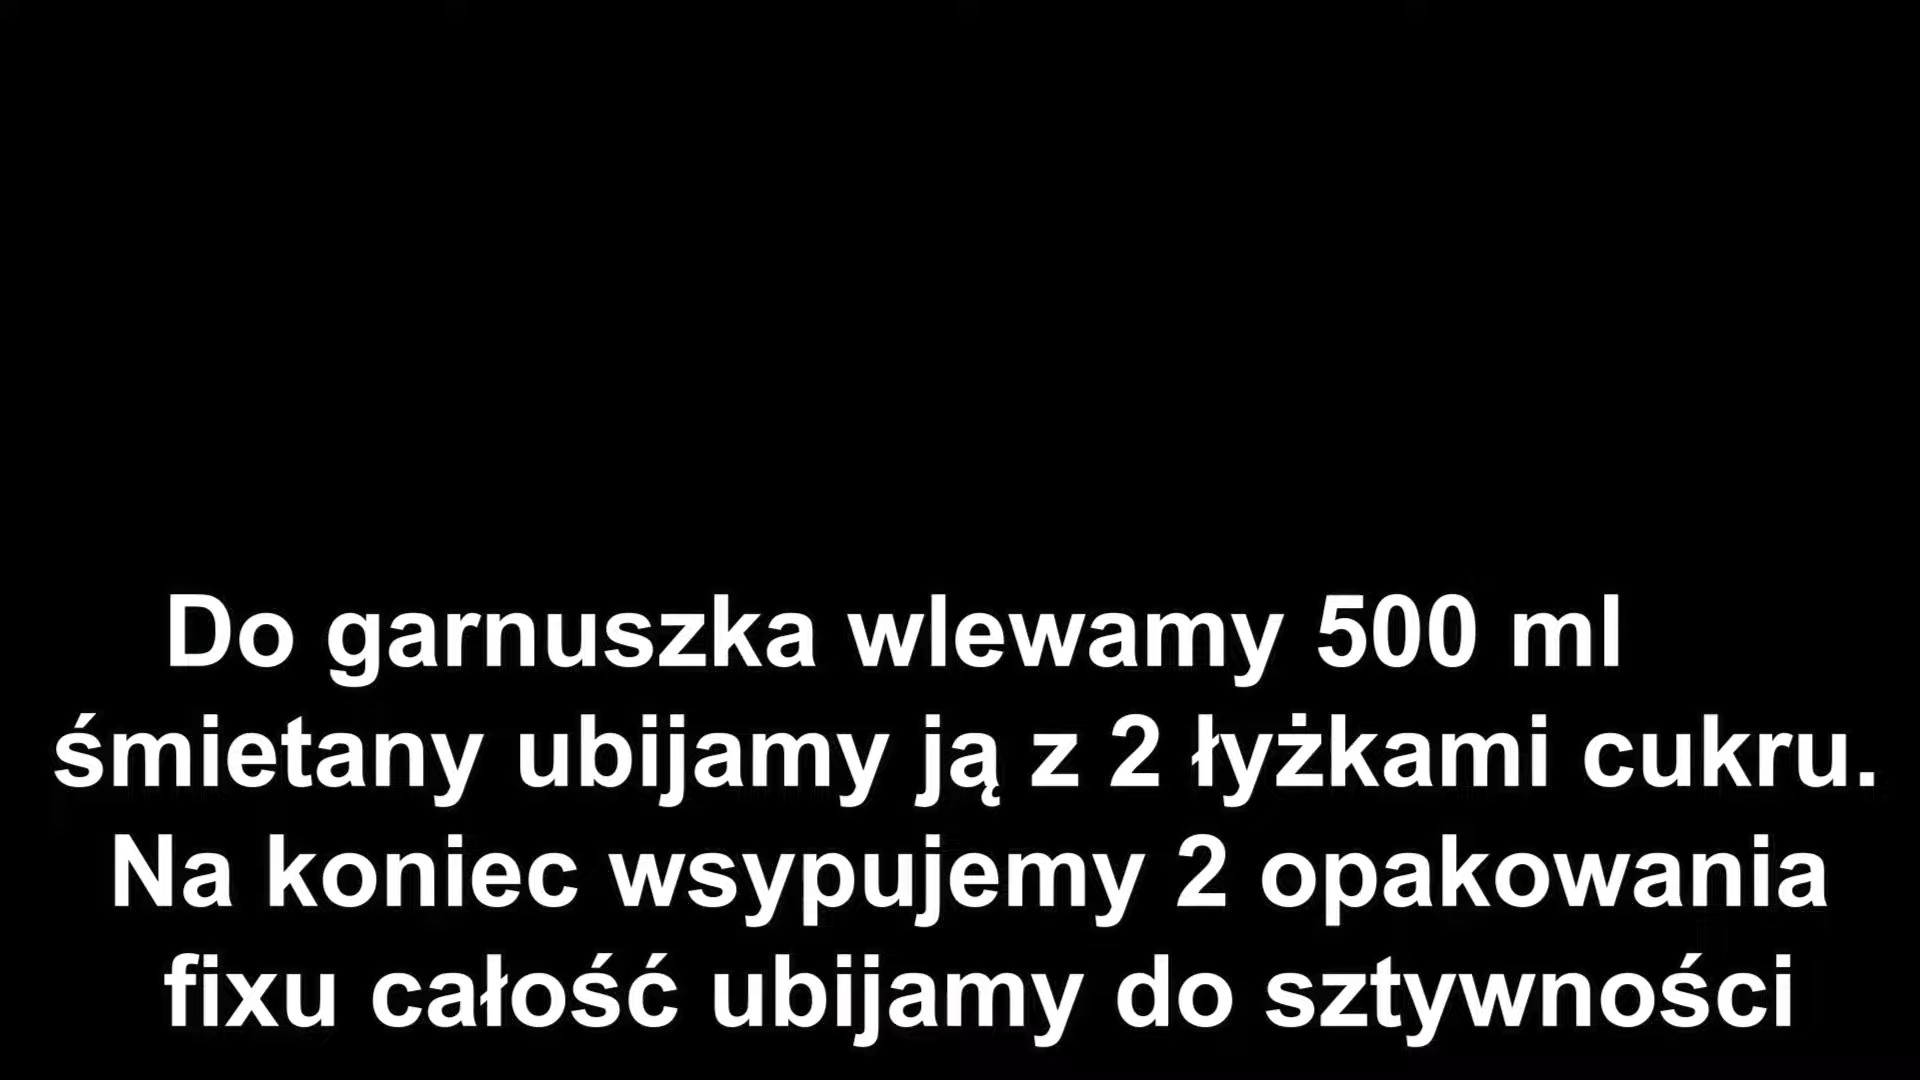 Do garnuszka wlewamy 500 ml
śmietany ubijamy ją z 2 łyżkami cukru.
Na koniec wsypujemy 2 opakowania
fixu całość ubijamy do sztywności